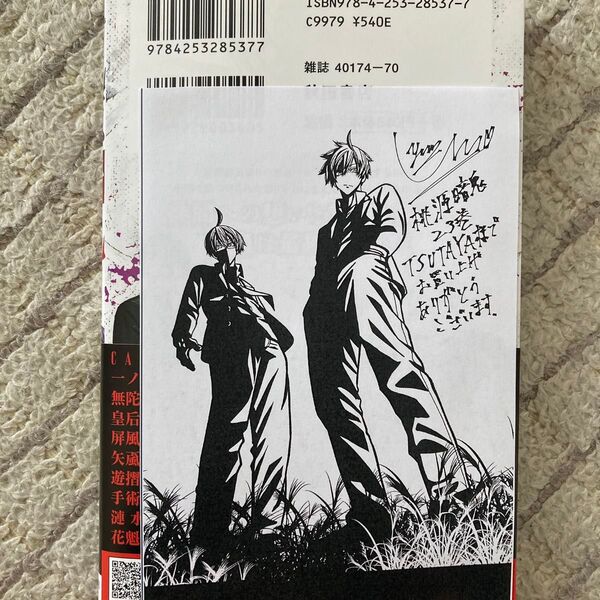 ISBN978-4-253-28537-7
C9979 ¥540E
9784253285377
雑誌 40174-70
桃源暗鬼
23巻
TSUTAYA様で
お買い上げ
ありがとう
ございます。
CA
一ノ
無陀
皇后
屏風
矢颪
遊摺
手術
漣水
花魁